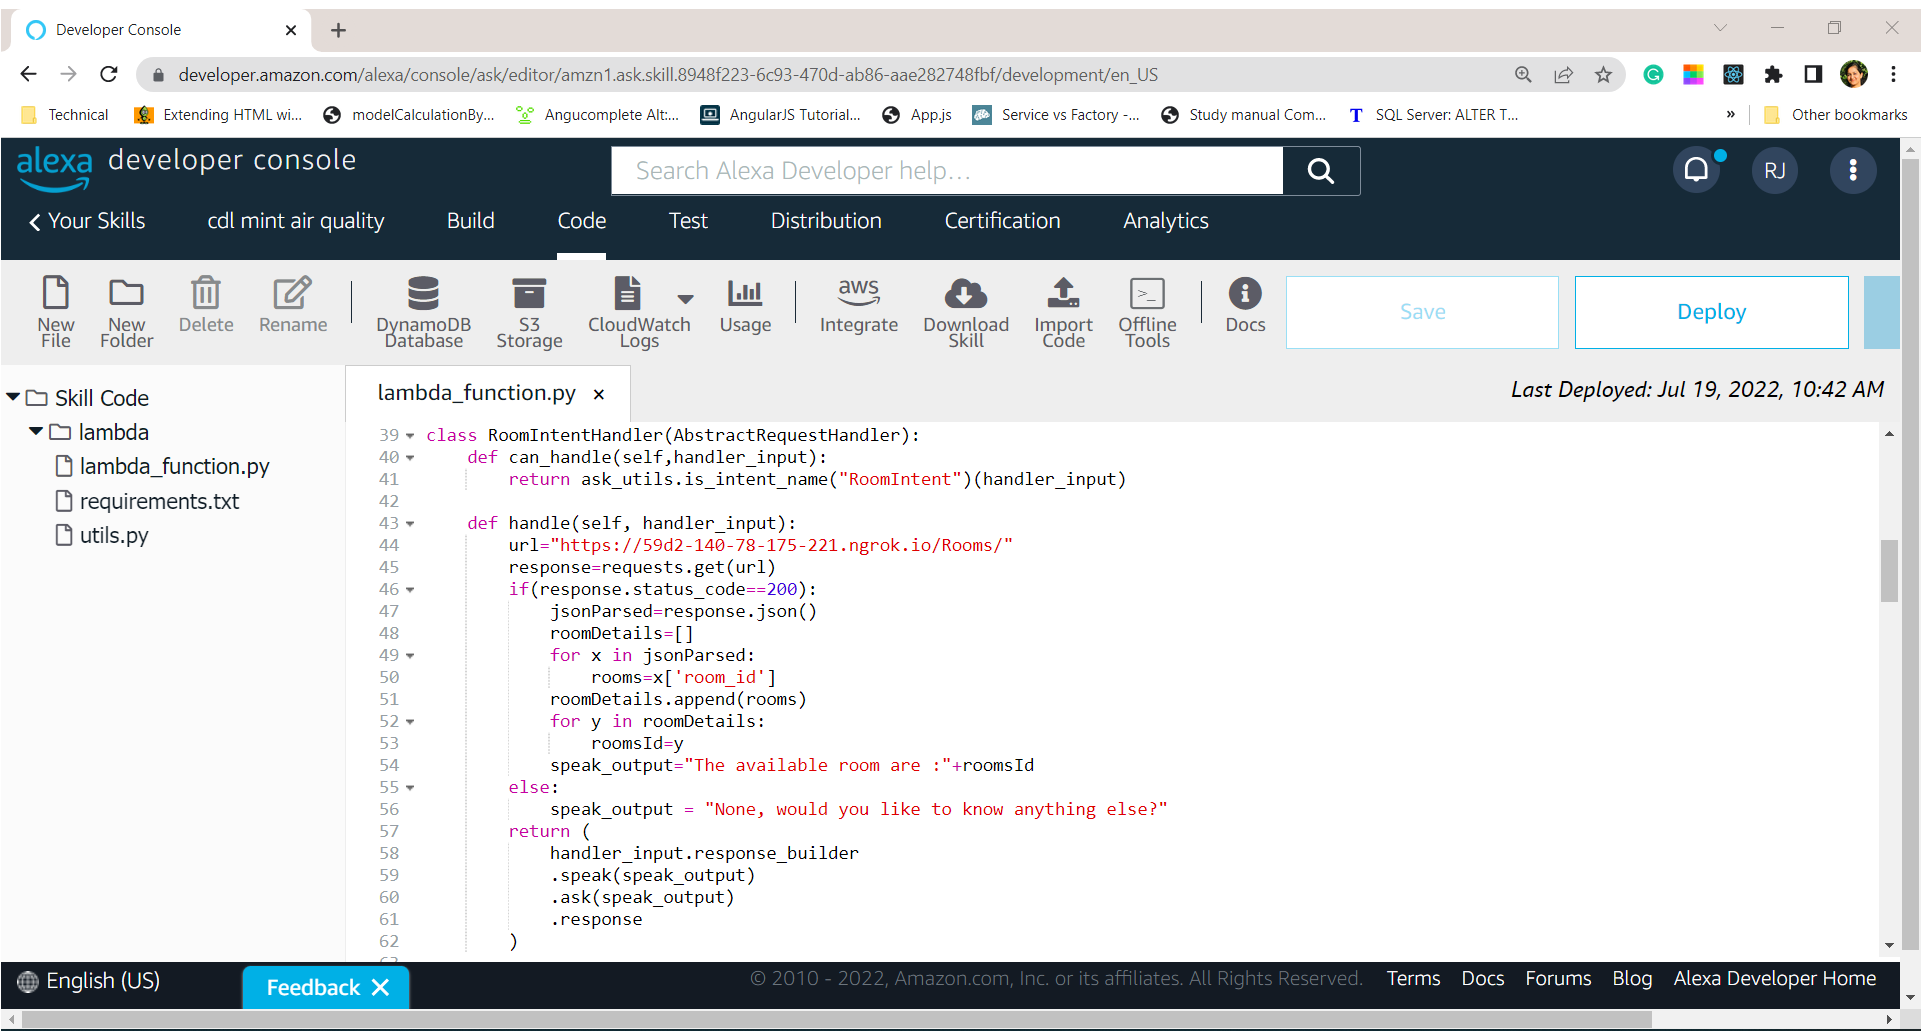 Developer Console
developer.amazon.com/alexa/console/ask/editor/amzn1.ask.skill.8948f223-6c93-470d-ab86-aae282748fbf/development/en_US
Technical
Extending HTML wi...
modelCalculationBy...
Angucomplete Alt:...
AngularJS Tutorial...
App.js
Service vs Factory -...
Study manual Com...
T SQL Server: ALTER T...
»
Other bookmarks
alexa developer console
Search Alexa Developer help...
RJ
Your Skills
cdl mint air quality
Build
Code
Test
Distribution
Certification
Analytics
New File
New Folder
Delete
Rename
DynamoDB Database
S3 Storage
CloudWatch Logs
Usage
aws Integrate
Download Skill
Import Code
>_ Offline Tools
Docs
Save
Deploy
Skill Code
lambda
lambda_function.py
requirements.txt
utils.py
lambda_function.py ×
Last Deployed: Jul 19, 2022, 10:42 AM
39 class RoomIntentHandler(AbstractRequestHandler):
40 def can_handle(self,handler_input):
41 return ask_utils.is_intent_name("RoomIntent")(handler_input)
42
43 def handle(self, handler_input):
44 url="https://59d2-140-78-175-221.ngrok.io/Rooms/"
45 response=requests.get(url)
46 if(response.status_code==200):
47 jsonParsed=response.json()
48 roomDetails=[]
49 for x in jsonParsed:
50 rooms=x['room_id']
51 roomDetails.append(rooms)
52 for y in roomDetails:
53 roomsId=y
54 speak_output="The available room are :"+roomsId
55 else:
56 speak_output = "None, would you like to know anything else?"
57 return (
58 handler_input.response_builder
59 .speak(speak_output)
60 .ask(speak_output)
61 .response
62 )
English (US)
Feedback
© 2010 - 2022, Amazon.com, Inc. or its affiliates. All Rights Reserved.
Terms
Docs
Forums
Blog
Alexa Developer Home